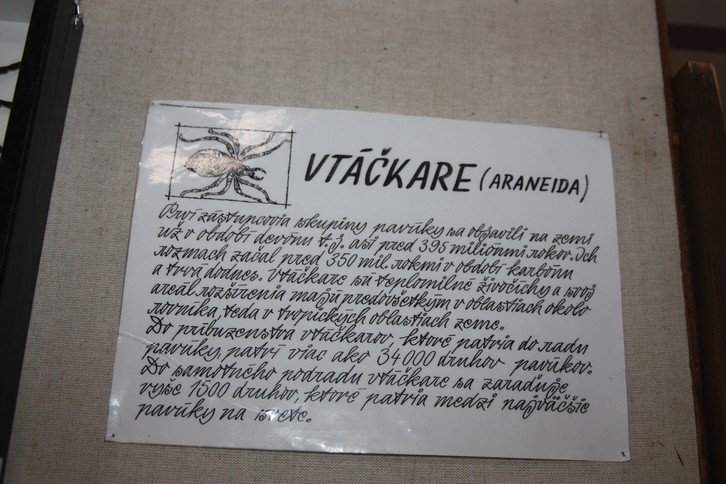 VTÁČKARE (ARANEIDA)
Prví zástupcovia skupiny pavúky sa objavili na zemi
už v období devónu t.j. asi pred 395 miliónmi rokov. Ich
rozmach začal pred 350 mil. rokmi v období karbónu
a trvá dodnes. Vtáčkare sú teplomilné živočíchy a svoj
areál rozšírenia majú predovšetkým v oblastiach okolo
rovníka, teda v tropických oblastiach zeme.
Do príbuzenstva vtáčkarov, ktoré patria do radu
pavúky, patrí viac ako 34000 druhov pavúkov.
Do samotného podradu vtáčkare sa zaraďuje
vyše 1500 druhov, ktoré patria medzi najväčšie
pavúky na svete.